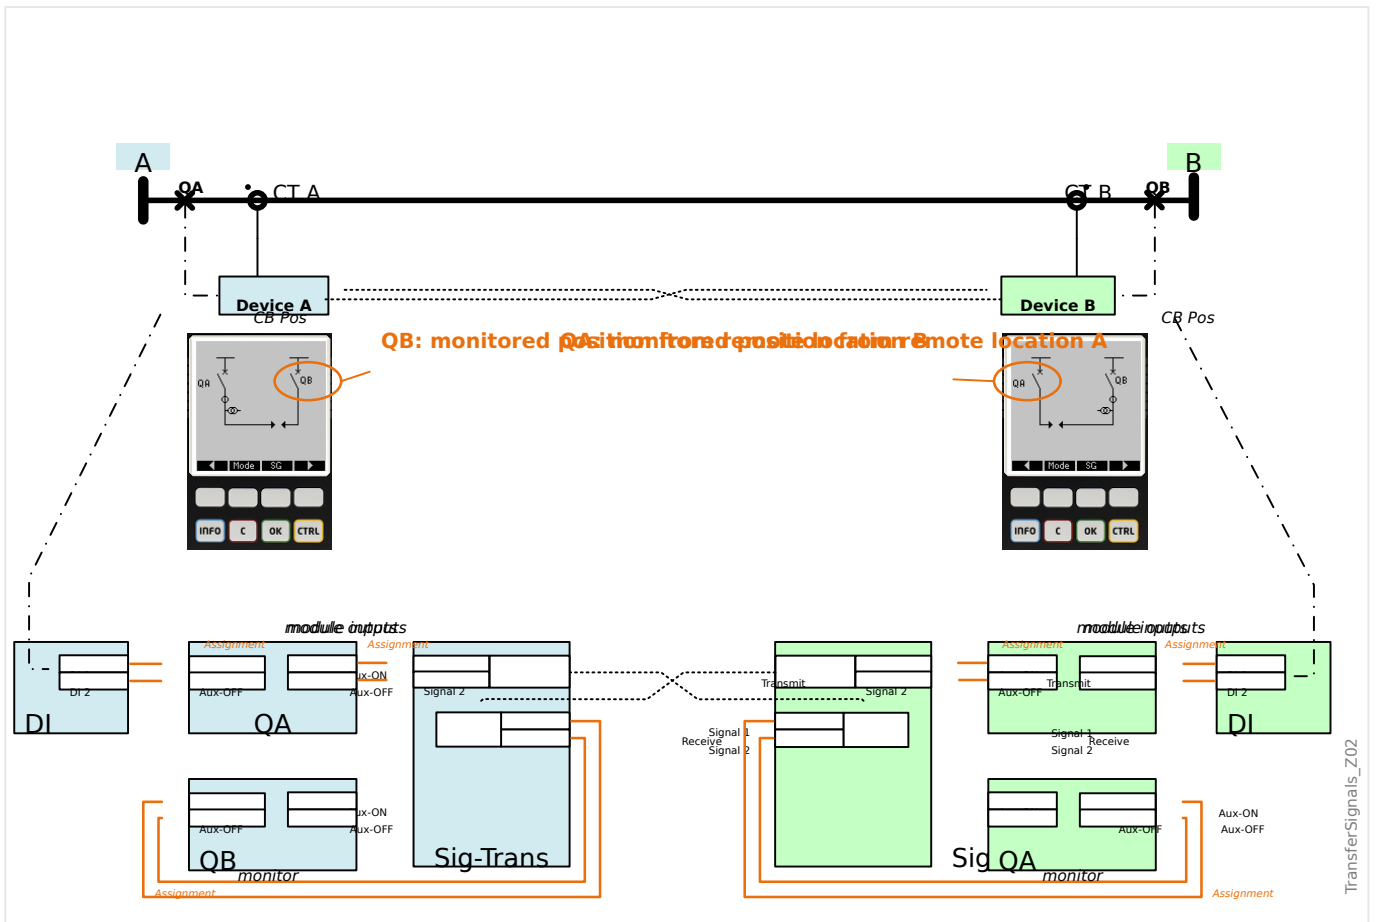 A
B
QA
CT A
CT B
QB
Device A
Device B
CB Pos
CB Pos
QB: monitored position from remote location B
QA: monitored position from remote location A
QA
QB
QA
QB
Mode
SG
Mode
SG
INFO
C
OK
CTRL
INFO
C
OK
CTRL
module inputs
module outputs
module inputs
module outputs
Assignment
Assignment
Assignment
Assignment
DI 2
Aux-OFF
Aux-OFF
Signal 2
Transmit
Signal 2
Aux-OFF
Transmit
DI 2
DI
QA
Signal 1
Signal 2
Receive
Signal 1
Signal 2
Receive
DI
Aux-OFF
Aux-OFF
Aux-OFF
Aux-ON
Aux-OFF
QB
Sig-Trans
Sig
QA
monitor
monitor
Assignment
Assignment
TransferSignals_Z02